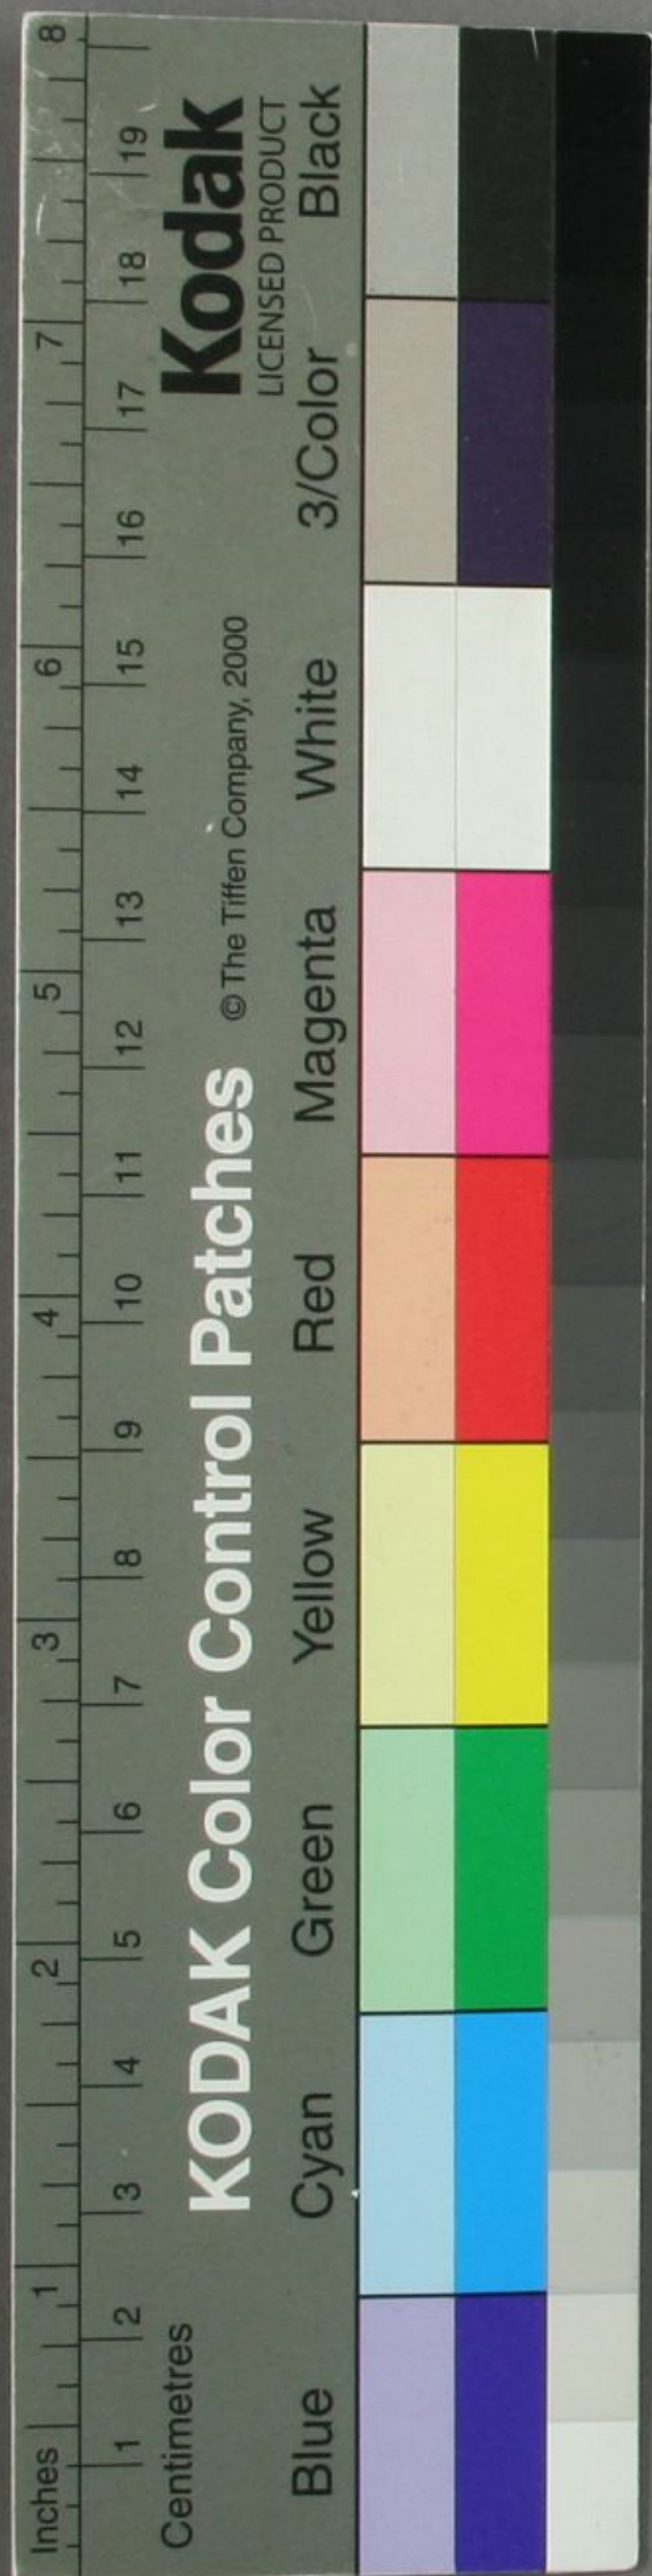 Inches 1 2 3 4 5 6 7 8
1 2 3 4 5 6 7 8 9 10 11 12 13 14 15 16 17 18 19
Centimetres
KODAK Color Control Patches © The Tiffen Company, 2000 Kodak
LICENSED PRODUCT
Blue Cyan Green Yellow Red Magenta White 3/Color Black